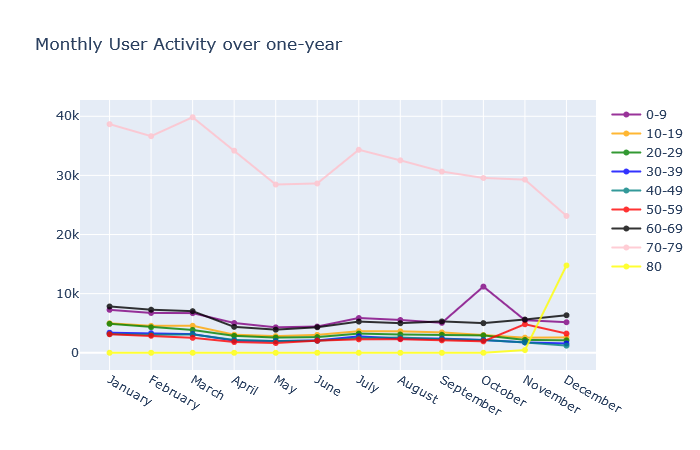 Monthly User Activity over one-year
40k
30k
20k
10k
0
January
February
March
April
May
June
July
August
September
October
November
December
0-9
10-19
20-29
30-39
40-49
50-59
60-69
70-79
80